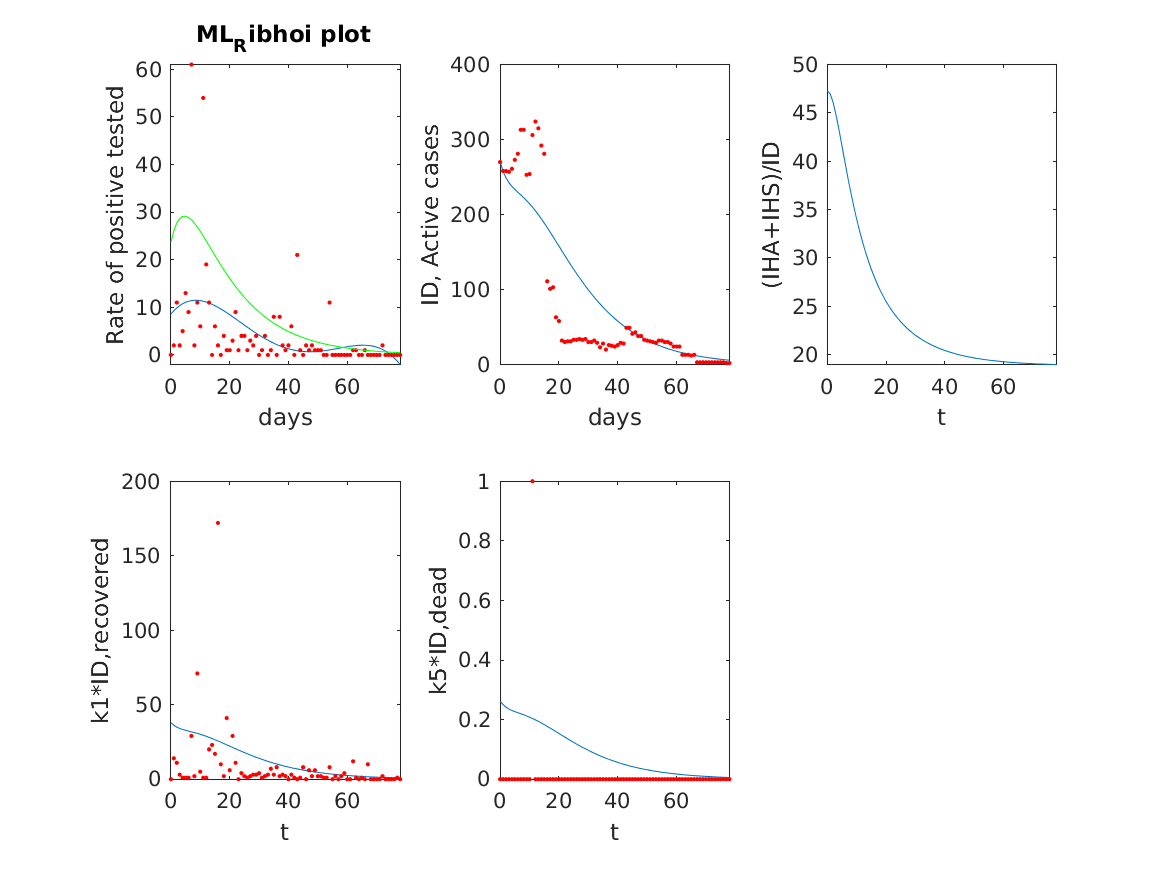 ML_Ribhoi plot
60
50
40
30
20
10
0
Rate of positive tested
0 20 40 60
days
400
300
200
100
0
ID, Active cases
0 20 40 60
days
50
45
40
35
30
25
20
(IHA+IHS)/ID
0 20 40 60
t
200
150
100
50
0
k1*ID,recovered
0 20 40 60
t
1
0.8
0.6
0.4
0.2
0
k5*ID,dead
0 20 40 60
t